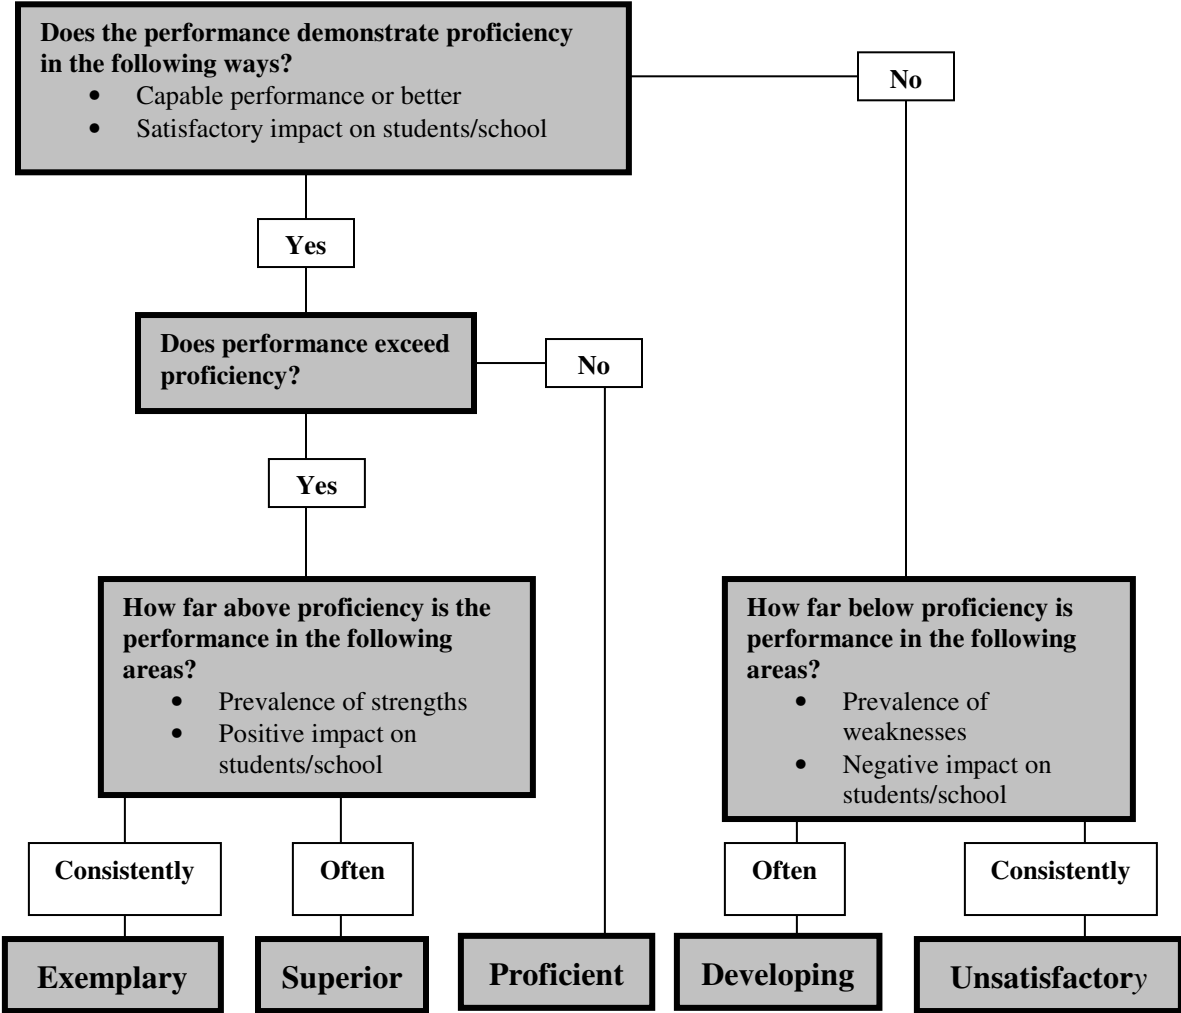 Does the performance demonstrate proficiency
in the following ways?
• Capable performance or better
• Satisfactory impact on students/school
No
Yes
Does performance exceed
proficiency?
No
Yes
How far above proficiency is the
performance in the following
areas?
• Prevalence of strengths
• Positive impact on
students/school
How far below proficiency is
performance in the following
areas?
• Prevalence of
weaknesses
• Negative impact on
students/school
Consistently
Often
Often
Consistently
Exemplary
Superior
Proficient
Developing
Unsatisfactory